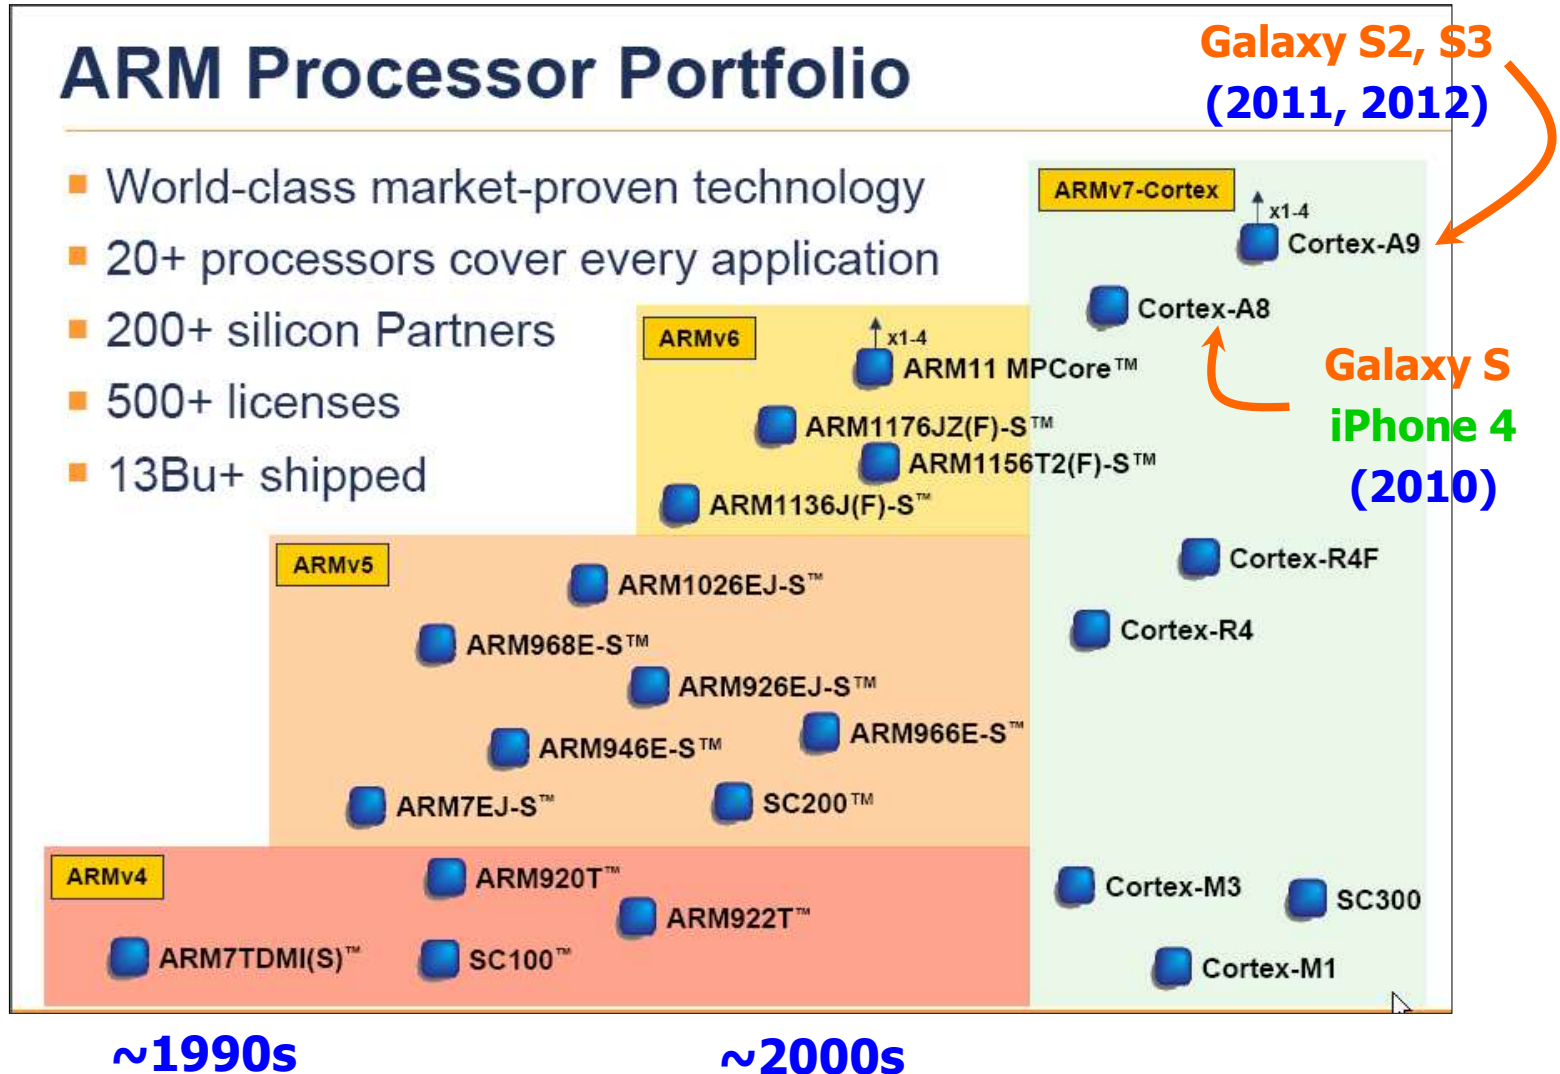 ARM Processor Portfolio
Galaxy S2, S3
(2011, 2012)
▪ World-class market-proven technology
▪ 20+ processors cover every application
▪ 200+ silicon Partners
▪ 500+ licenses
▪ 13Bu+ shipped
ARMv7-Cortex
x1-4
Cortex-A9
Cortex-A8
Galaxy S
iPhone 4
(2010)
Cortex-R4F
Cortex-R4
Cortex-M3
SC300
Cortex-M1
ARMv6
x1-4
ARM11 MPCore™
ARM1176JZ(F)-S™
ARM1156T2(F)-S™
ARM1136J(F)-S™
ARMv5
ARM1026EJ-S™
ARM968E-S™
ARM926EJ-S™
ARM966E-S™
ARM946E-S™
ARM7EJ-S™
SC200™
ARMv4
ARM920T™
ARM922T™
ARM7TDMI(S)™
SC100™
~1990s
~2000s